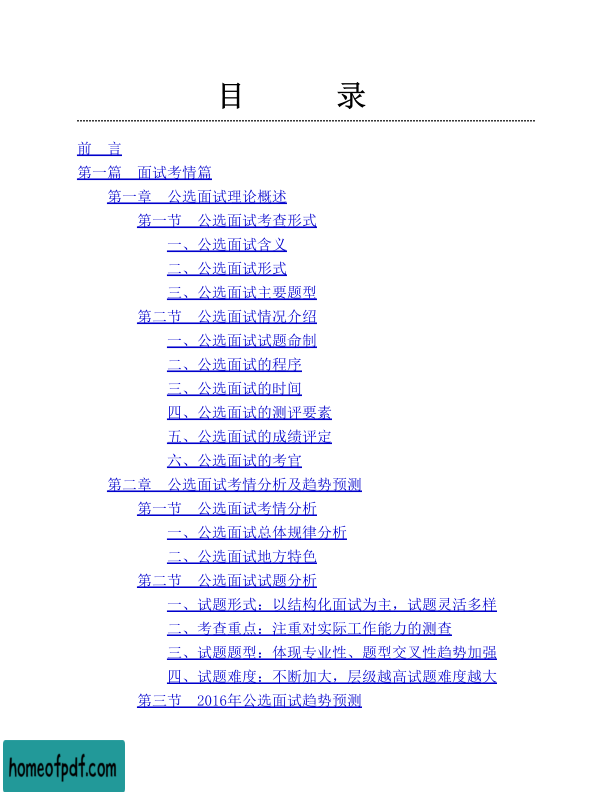 目 录
前 言
第一篇 面试考情篇
第一章 公选面试理论概述
第一节 公选面试考查形式
一、公选面试含义
二、公选面试形式
三、公选面试主要题型
第二节 公选面试情况介绍
一、公选面试试题命制
二、公选面试的程序
三、公选面试的时间
四、公选面试的测评要素
五、公选面试的成绩评定
六、公选面试的考官
第二章 公选面试考情分析及趋势预测
第一节 公选面试考情分析
一、公选面试总体规律分析
二、公选面试地方特色
第二节 公选面试试题分析
一、试题形式：以结构化面试为主，试题灵活多样
二、考查重点：注重对实际工作能力的测查
三、试题题型：体现专业性、题型交叉性趋势加强
四、试题难度：不断加大，层级越高试题难度越大
第三节 2016年公选面试趋势预测
homeofpdf.com